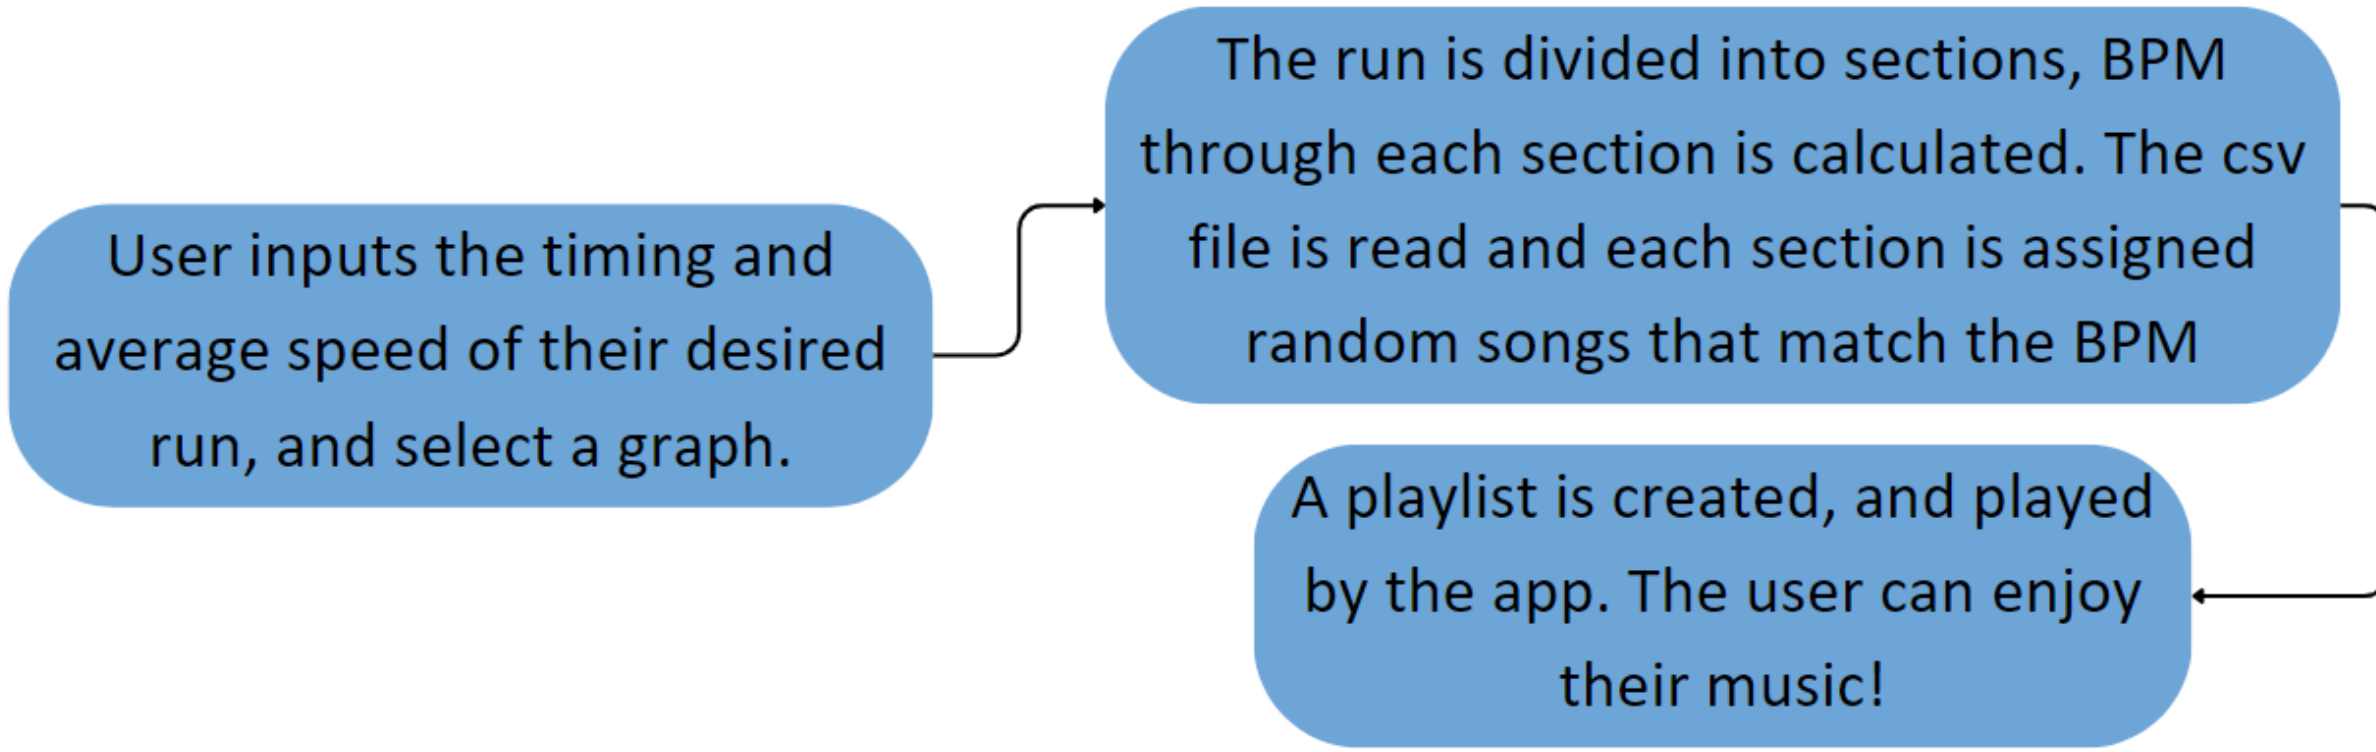 User inputs the timing and
average speed of their desired
run, and select a graph.
The run is divided into sections, BPM
through each section is calculated. The csv
file is read and each section is assigned
random songs that match the BPM
A playlist is created, and played
by the app. The user can enjoy
their music!